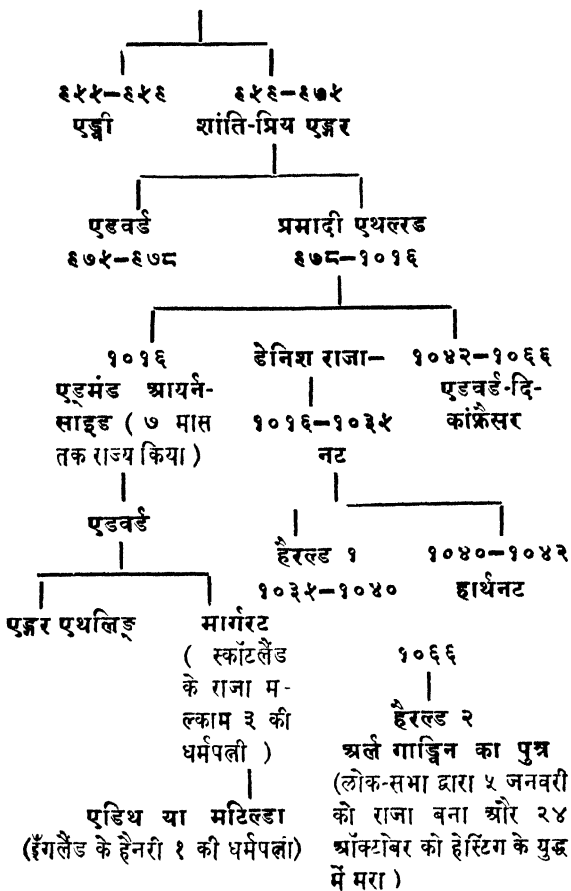 ९५५–९५९ ९५९–९७५
एड्वी शांति-प्रिय एड्गर
एडवर्ड प्रमादी एथल्रड
९७५–९७८ ९७८–१०१६
१०१६
एड्मंड आयर्न-
साइड ( ७ मास
तक राज्य किया )
डेनिश राजा–
१०१६–१०३५
नट
१०४२–१०६६
एडवर्ड-दि-
कांफ़ैसर
एडवर्ड
हैरल्ड १
१०३५–१०४०
१०४०–१०४२
हार्थनट
एड्गर एथलिङ्
मार्गरट
( स्कॉटलैंड
के राजा म-
ल्काम ३ की
धर्मपत्नी )
एडिथ या मटिल्डा
(इँगलैंड के हैनरी १ की धर्मपत्नी)
१०६६
हैरल्ड २
अर्ल गाड्विन का पुत्र
(लोक-सभा द्वारा ५ जनवरी
को राजा बना और २४
ऑक्टोबर को हेस्टिंग के युद्ध
में मरा )